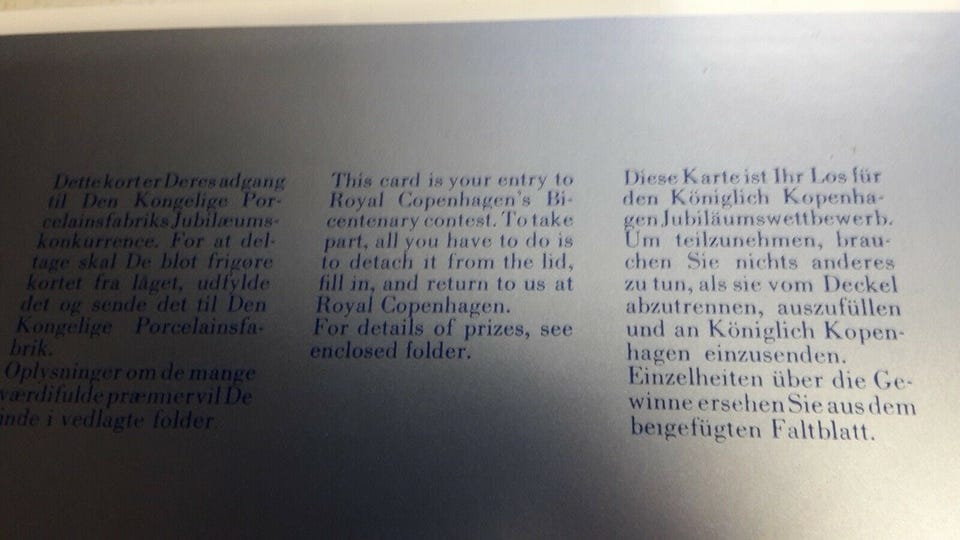 Dette kort er Deres adgang
til Den Kongelige Por-
celainsfabriks Jubilæums-
konkurrence. For at del-
tage skal De blot frigøre
kortet fra låget, udfylde
det og sende det til Den
Kongelige Porcelainsfa-
brik.
Oplysninger om de mange
værdifulde præmier vil De
inde i vedlagte folder.
This card is your entry to
Royal Copenhagen's Bi-
centenary contest. To take
part, all you have to do is
to detach it from the lid,
fill in, and return to us at
Royal Copenhagen.
For details of prizes, see
enclosed folder.
Diese Karte ist Ihr Los für
den Königlich Kopenha-
gen Jubiläumswettbewerb.
Um teilzunehmen, brau-
chen Sie nichts anderes
zu tun, als sie vom Deckel
abzutrennen, auszufüllen
und an Königlich Kopen-
hagen einzusenden.
Einzelheiten über die Ge-
winne ersehen Sie aus dem
beigefügten Faltblatt.